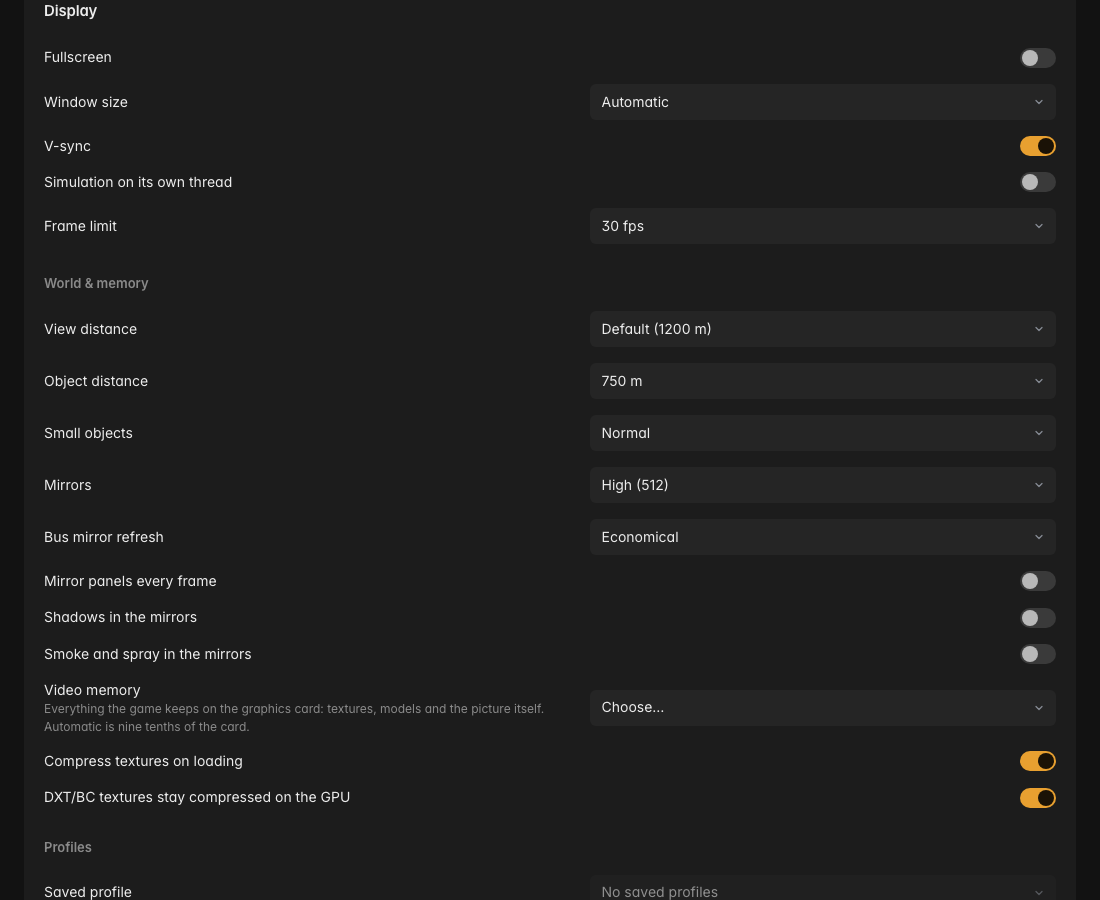 Display
Fullscreen
Window size
Automatic
V-sync
Simulation on its own thread
Frame limit
30 fps
World & memory
View distance
Default (1200 m)
Object distance
750 m
Small objects
Normal
Mirrors
High (512)
Bus mirror refresh
Economical
Mirror panels every frame
Shadows in the mirrors
Smoke and spray in the mirrors
Video memory
Everything the game keeps on the graphics card: textures, models and the picture itself.
Automatic is nine tenths of the card.
Choose...
Compress textures on loading
DXT/BC textures stay compressed on the GPU
Profiles
Saved profile
No saved profiles